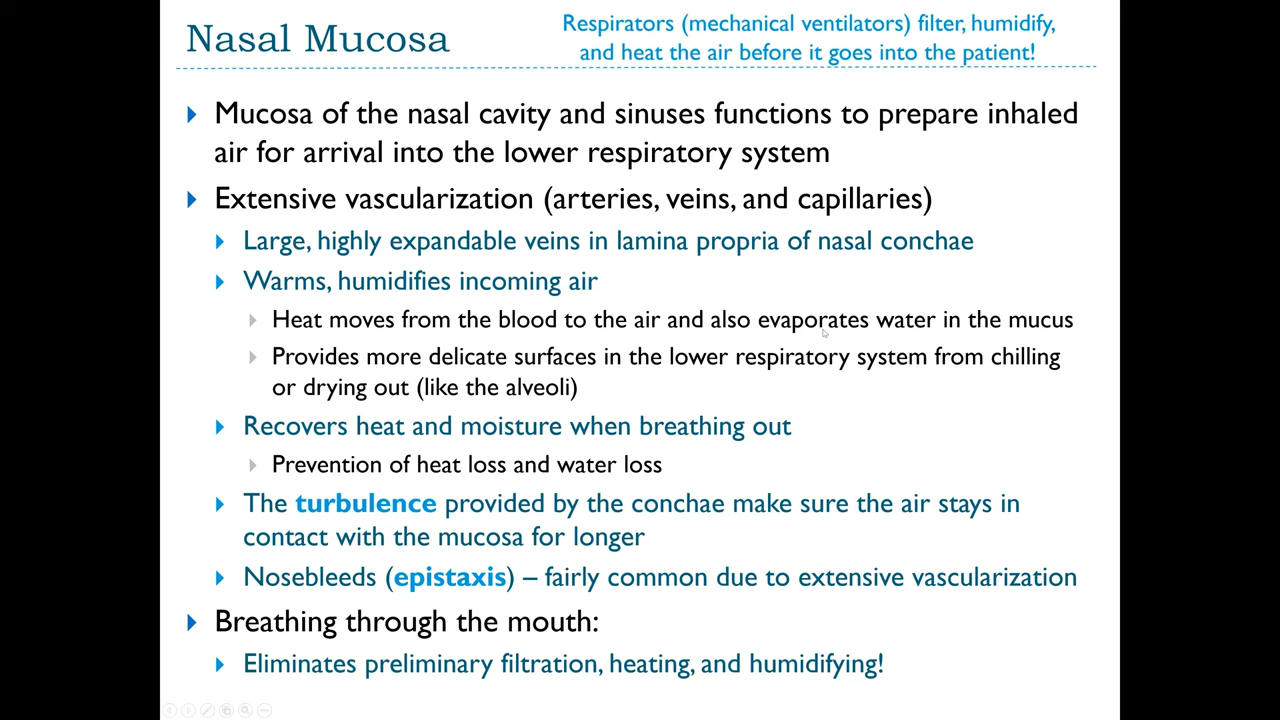 Nasal Mucosa
Respirators (mechanical ventilators) filter, humidify,
and heat the air before it goes into the patient!
Mucosa of the nasal cavity and sinuses functions to prepare inhaled
air for arrival into the lower respiratory system
Extensive vascularization (arteries, veins, and capillaries)
Large, highly expandable veins in lamina propria of nasal conchae
Warms, humidifies incoming air
Heat moves from the blood to the air and also evaporates water in the mucus
Provides more delicate surfaces in the lower respiratory system from chilling
or drying out (like the alveoli)
Recovers heat and moisture when breathing out
Prevention of heat loss and water loss
The turbulence provided by the conchae make sure the air stays in
contact with the mucosa for longer
Nosebleeds (epistaxis) – fairly common due to extensive vascularization
Breathing through the mouth:
Eliminates preliminary filtration, heating, and humidifying!